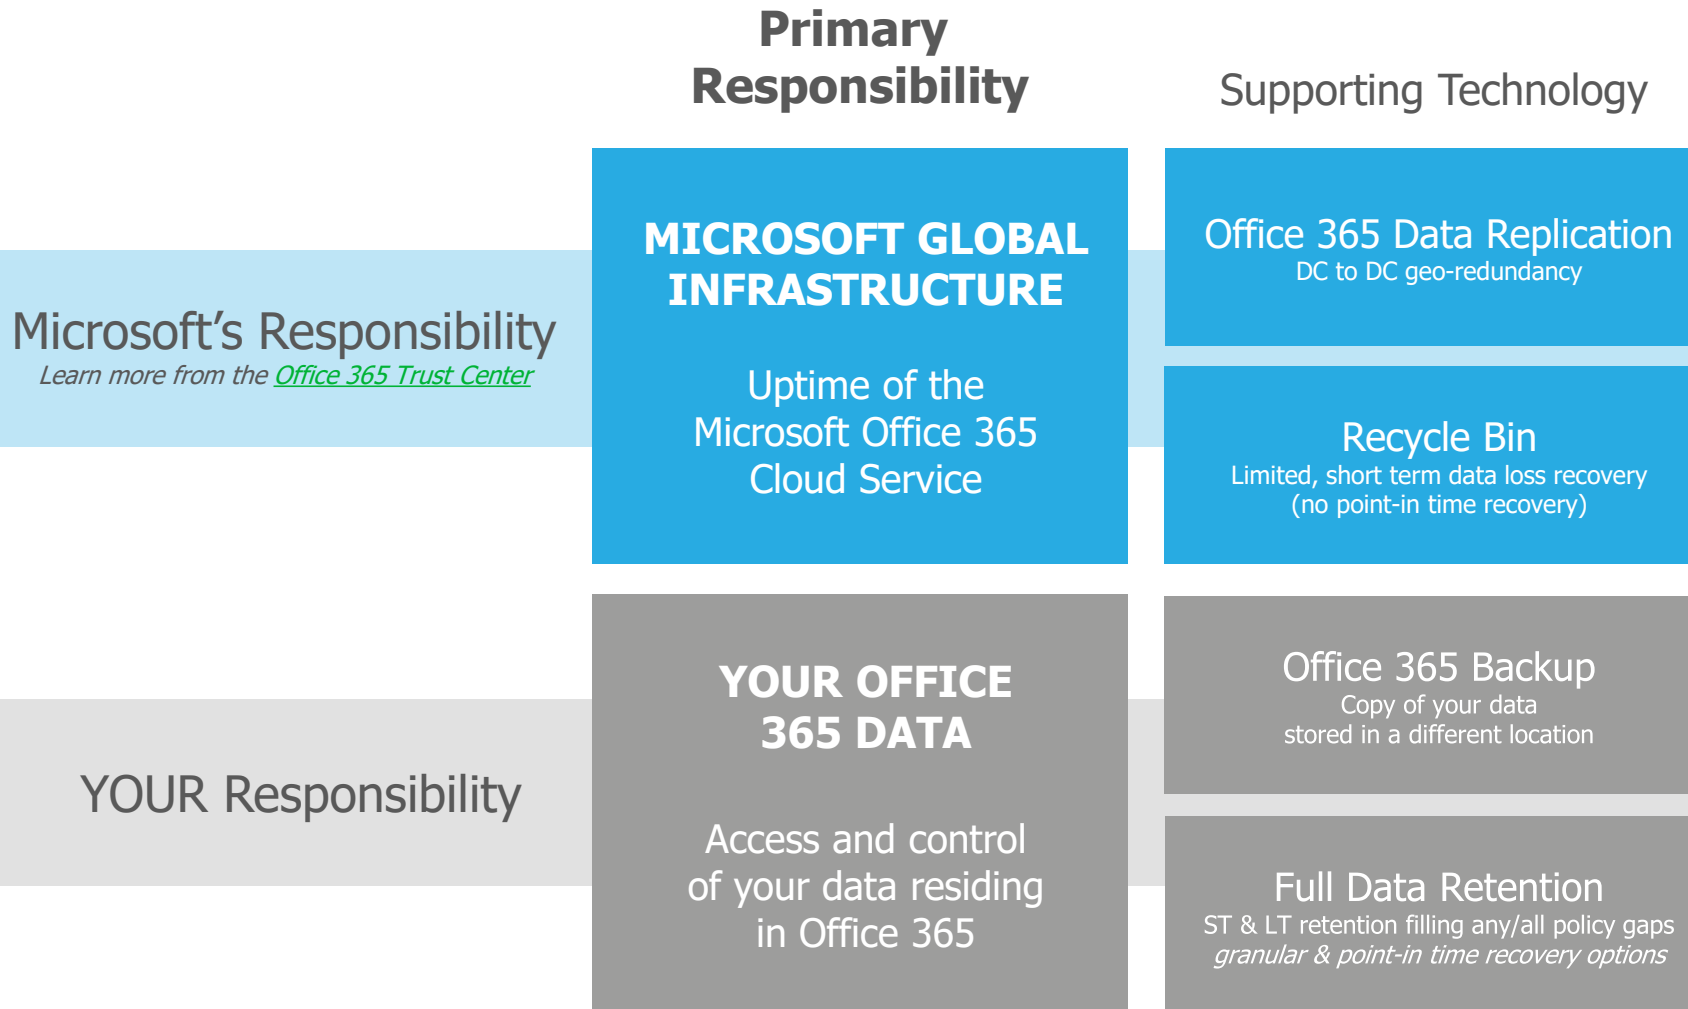 Primary
Responsibility
Supporting Technology
Microsoft’s Responsibility
Learn more from the Office 365 Trust Center
MICROSOFT GLOBAL
INFRASTRUCTURE
Uptime of the
Microsoft Office 365
Cloud Service
Office 365 Data Replication
DC to DC geo-redundancy
Recycle Bin
Limited, short term data loss recovery
(no point-in time recovery)
YOUR Responsibility
YOUR OFFICE
365 DATA
Access and control
of your data residing
in Office 365
Office 365 Backup
Copy of your data
stored in a different location
Full Data Retention
ST & LT retention filling any/all policy gaps
granular & point-in time recovery options